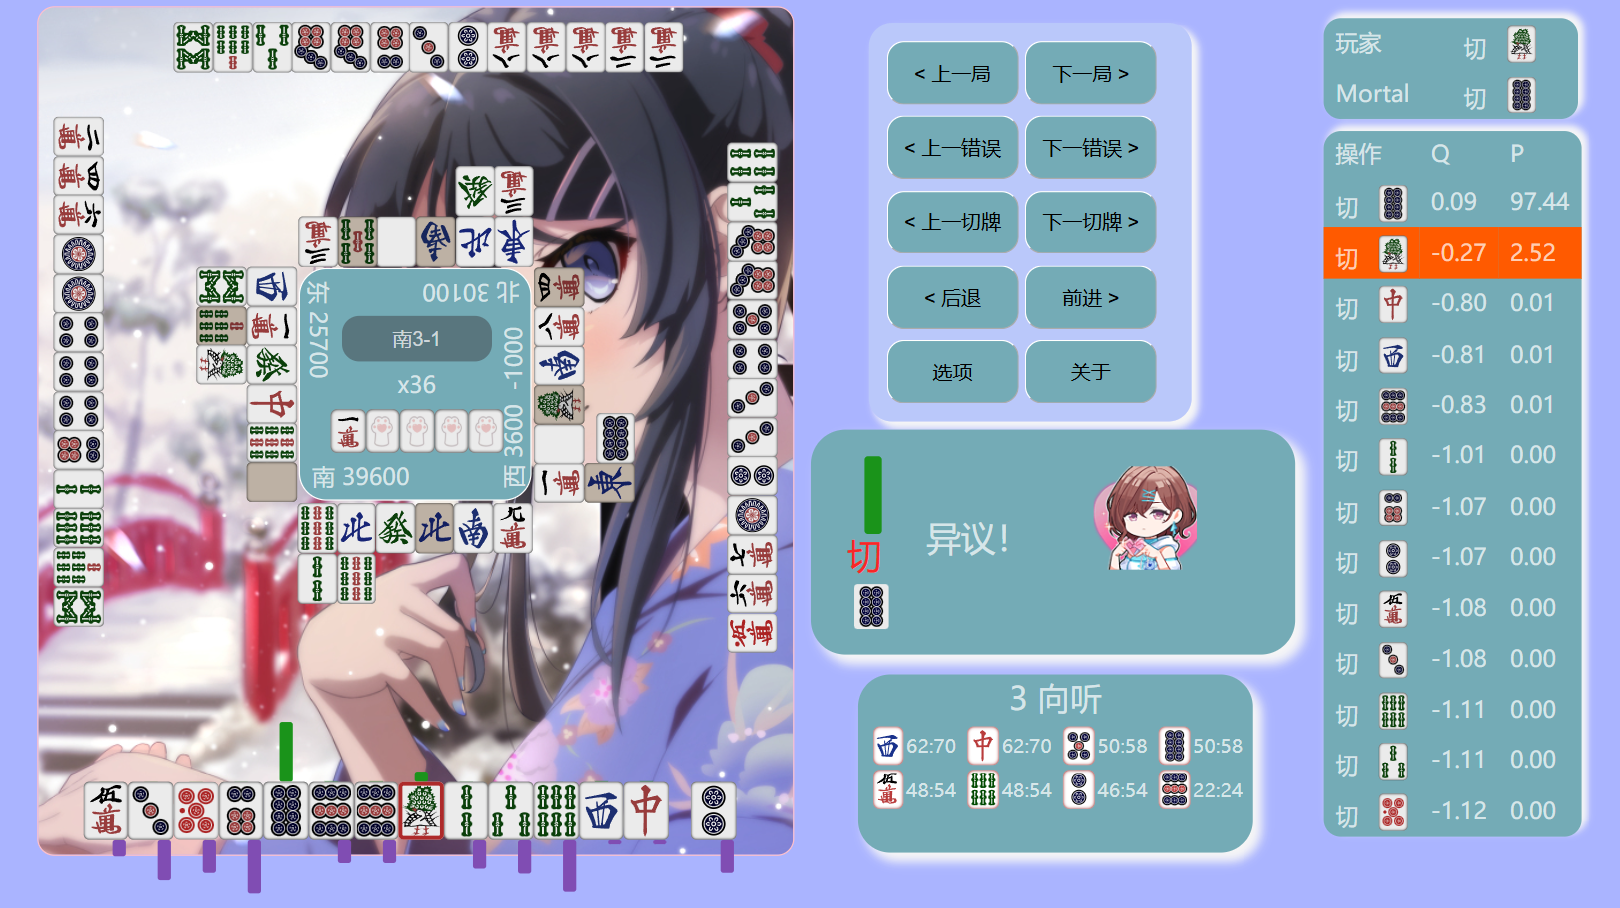 东 25700
北 30100
南3-1
x36
-1000
西 3600
南 39600
< 上一局
下一局 >
< 上一错误
下一错误 >
< 上一切牌
下一切牌 >
< 后退
前进 >
选项
关于
切
异议！
3 向听
62:70
62:70
50:58
50:58
48:54
48:54
46:54
22:24
玩家 切
Mortal 切
操作 Q P
切 0.09 97.44
切 -0.27 2.52
切 -0.80 0.01
切 -0.81 0.01
切 -0.83 0.01
切 -1.01 0.00
切 -1.07 0.00
切 -1.07 0.00
切 -1.08 0.00
切 -1.08 0.00
切 -1.11 0.00
切 -1.11 0.00
切 -1.12 0.00